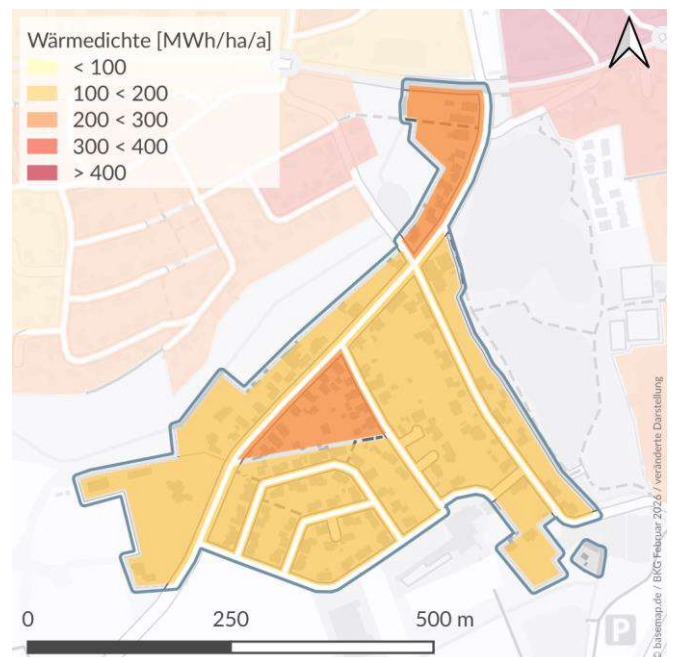 Wärmedichte [MWh/ha/a]
< 100
100 < 200
200 < 300
300 < 400
> 400
© basemap.de / BKG Februar 2026 / veränderte Darstellung
0 250 500 m
P